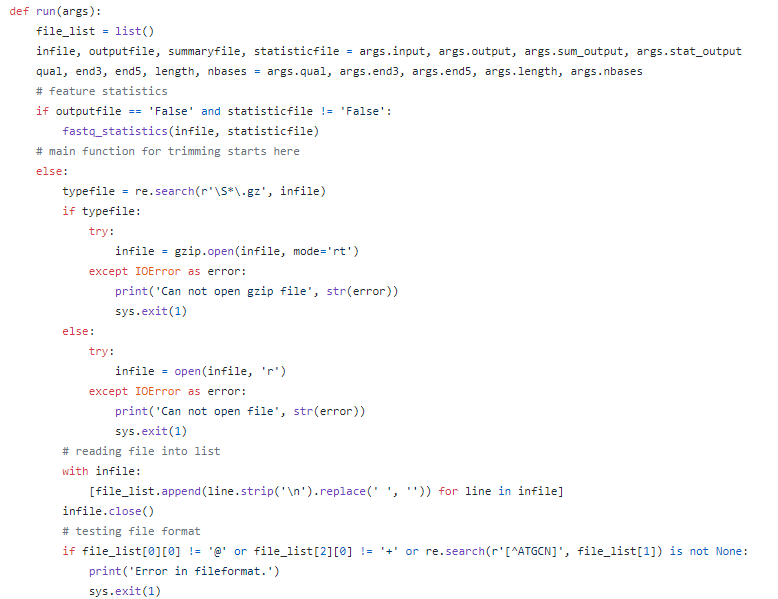 def run(args):
    file_list = list()
    infile, outputfile, summaryfile, statisticfile = args.input, args.output, args.sum_output, args.stat_output
    qual, end3, end5, length, nbases = args.qual, args.end3, args.end5, args.length, args.nbases
    # feature statistics
    if outputfile == 'False' and statisticfile != 'False':
        fastq_statistics(infile, statisticfile)
    # main function for trimming starts here
    else:
        typefile = re.search(r'\S*\.gz', infile)
        if typefile:
            try:
                infile = gzip.open(infile, mode='rt')
            except IOError as error:
                print('Can not open gzip file', str(error))
                sys.exit(1)
        else:
            try:
                infile = open(infile, 'r')
            except IOError as error:
                print('Can not open file', str(error))
                sys.exit(1)
        # reading file into list
        with infile:
            [file_list.append(line.strip('\n').replace(' ', '')) for line in infile]
        infile.close()
        # testing file format
        if file_list[0][0] != '@' or file_list[2][0] != '+' or re.search(r'[^ATGCN]', file_list[1]) is not None:
            print('Error in fileformat.')
            sys.exit(1)